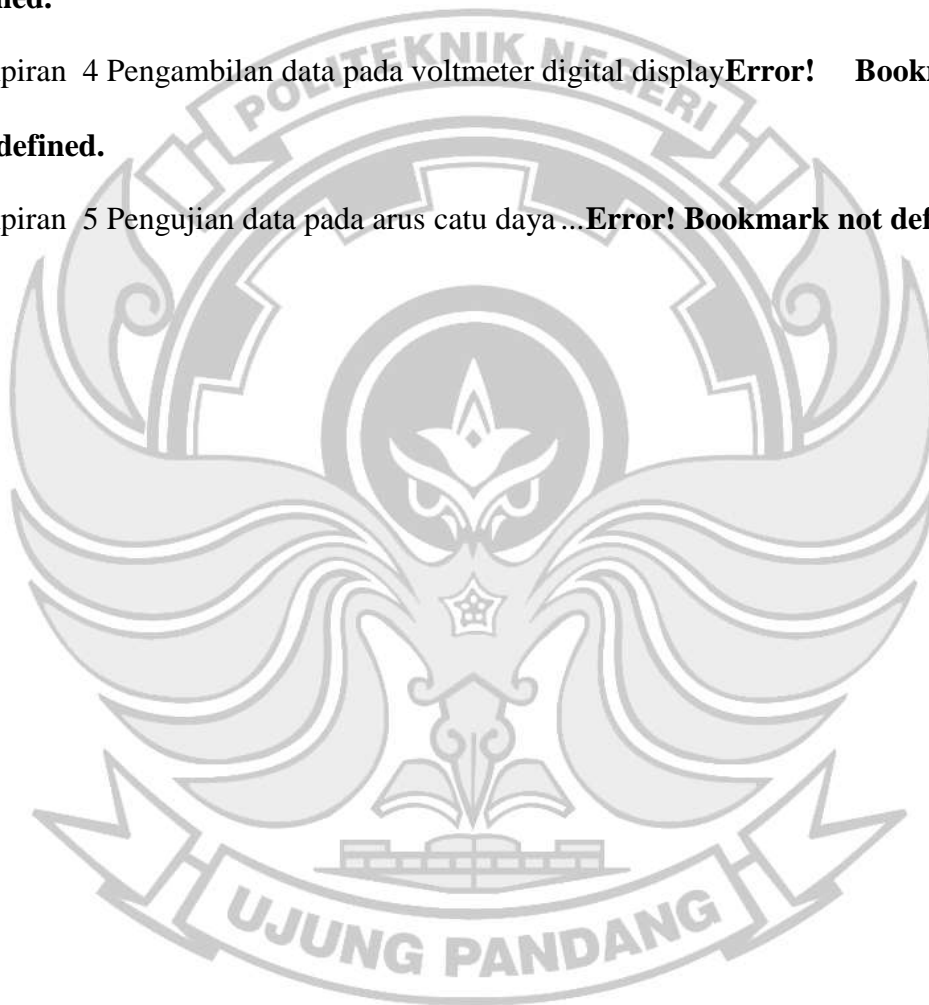 ned.
piran 4 Pengambilan data pada voltmeter digital displayError! Bookr
defined.
piran 5 Pengujian data pada arus catu daya ...Error! Bookmark not def
POLITEKNIK NEGERI
UJUNG PANDANG